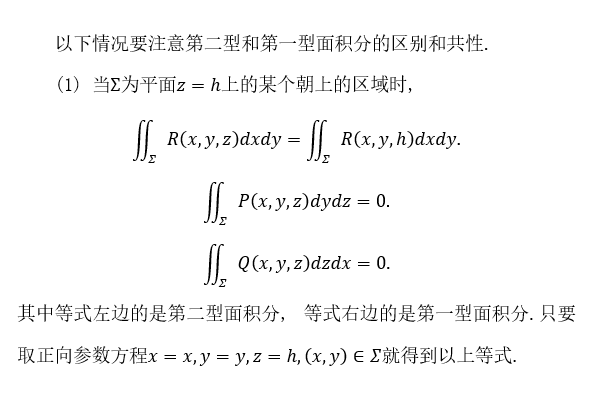 以下情况要注意第二型和第一型面积分的区别和共性.
(1) 当Σ为平面z = h上的某个朝上的区域时,
∬_Σ R(x,y,z)dxdy = ∬_Σ R(x,y,h)dxdy.
∬_Σ P(x,y,z)dydz = 0.
∬_Σ Q(x,y,z)dzdx = 0.
其中等式左边的是第二型面积分, 等式右边的是第一型面积分. 只要
取正向参数方程x = x, y = y, z = h, (x, y) ∈ Σ就得到以上等式.